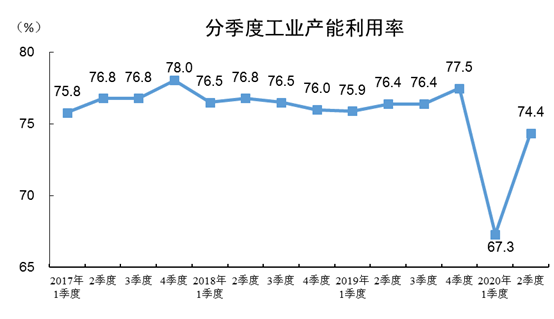 分季度工业产能利用率
（%）
80
75
70
65
75.8
76.8
76.8
78.0
76.5
76.8
76.5
76.0
75.9
76.4
76.4
77.5
67.3
74.4
2017年
1季度
2季度
3季度
4季度
2018年
1季度
2季度
3季度
4季度
2019年
1季度
2季度
3季度
4季度
2020年
1季度
2季度